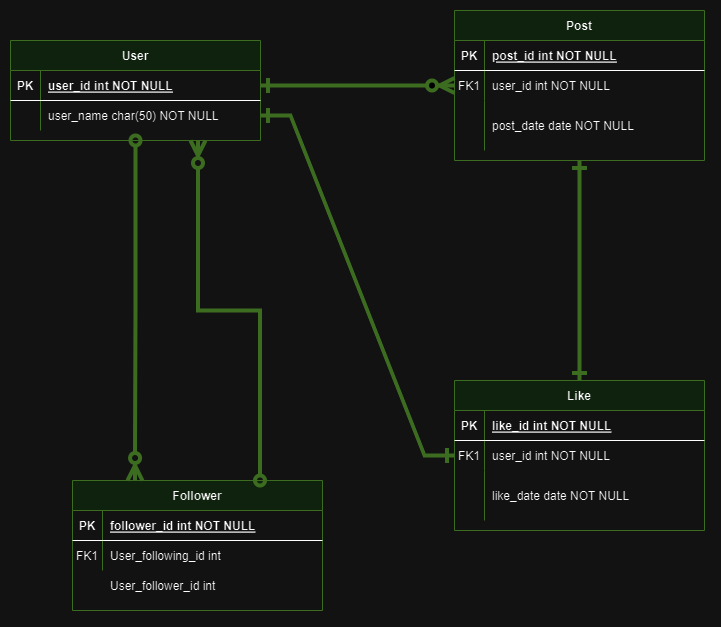 User
PK user_id int NOT NULL
user_name char(50) NOT NULL
Post
PK post_id int NOT NULL
FK1 user_id int NOT NULL
post_date date NOT NULL
Like
PK like_id int NOT NULL
FK1 user_id int NOT NULL
like_date date NOT NULL
Follower
PK follower_id int NOT NULL
FK1 User_following_id int
User_follower_id int